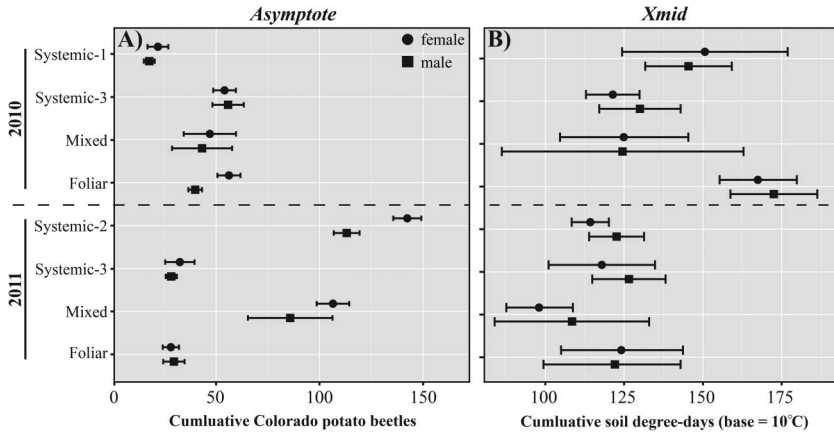 Asymptote
Xmid
A)
female
male
B)
2010
Systemic-1
Systemic-3
Mixed
Foliar
2011
Systemic-2
Systemic-3
Mixed
Foliar
0 50 100 150
100 125 150 175
Cumluative Colorado potato beetles
Cumluative soil degree-days (base = 10°C)